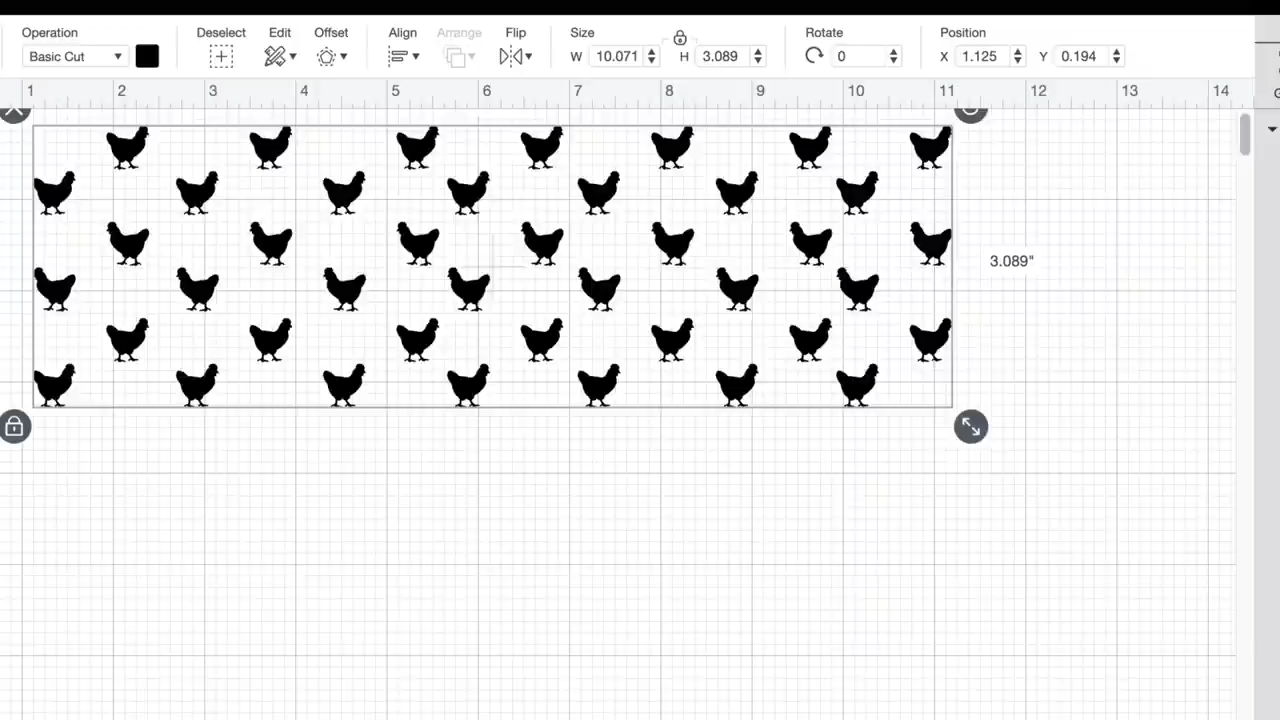 Operation Deselect Edit Offset Align Arrange Flip Size Rotate Position
Basic Cut W 10.071 H 3.089 0 X 1.125 Y 0.194
1 2 3 4 5 6 7 8 9 10 11 12 13 14
3.089"